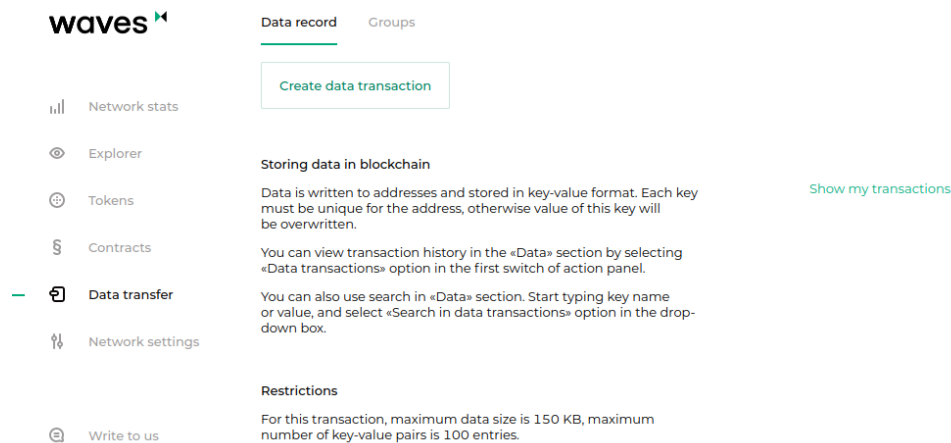 waves
Data record
Groups
Create data transaction
Network stats
Explorer
Tokens
Contracts
Data transfer
Network settings
Write to us
Storing data in blockchain
Data is written to addresses and stored in key-value format. Each key
must be unique for the address, otherwise value of this key will
be overwritten.
Show my transactions
You can view transaction history in the «Data» section by selecting
«Data transactions» option in the first switch of action panel.
You can also use search in «Data» section. Start typing key name
or value, and select «Search in data transactions» option in the drop-
down box.
Restrictions
For this transaction, maximum data size is 150 KB, maximum
number of key-value pairs is 100 entries.